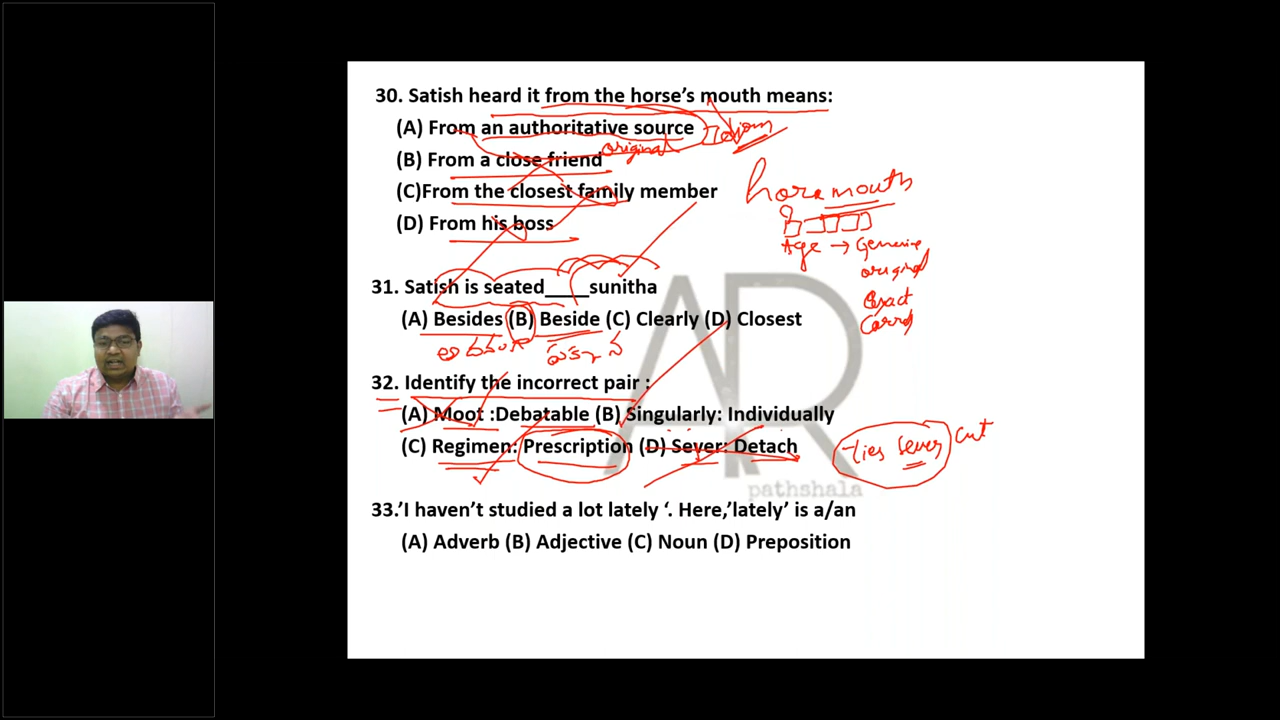 30. Satish heard it from the horse’s mouth means:
(A) From an authoritative source
Idiom
original
(B) From a close friend
(C)From the closest family member
(D) From his boss
mouth
Age → Genuine
original
Exact
31. Satish is seated____sunitha
(A) Besides (B) Beside (C) Clearly (D) Closest
32. Identify the incorrect pair :
(A) Moot :Debatable (B) Singularly: Individually
(C) Regimen: Prescription (D) Sever: Detach
Ties Sever cut
AR
pathshala
33.’I haven’t studied a lot lately ‘. Here,’lately’ is a/an
(A) Adverb (B) Adjective (C) Noun (D) Preposition